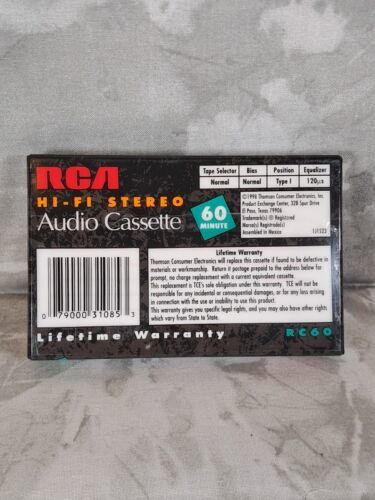 RCA
HI-FI STEREO
Audio Cassette
60
MINUTE
Tape Selector Bias Position Equalizer
Normal Normal Type I 120µs
©1996 Thomson Consumer Electronics, Inc.
Product Exchange Center, 32B Spur Drive
El Paso, Texas 79906
Trademark(s) ® Registered
Marca(s) Registrada(s)
Assembled in Mexico
Lifetime Warranty
Thomson Consumer Electronics will replace this cassette if found to be defective in
materials or workmanship. Return it postage prepaid to the address below for
prompt, no charge replacement with a current equivalent cassette.
This replacement is TCE's sole obligation under this warranty. TCE will not be
responsible for any incidental or consequential damages, or for any loss arising
in connection with the use or inability to use this product.
This warranty gives you specific legal rights, and you may also have other rights
which vary from State to State.
0 79000 31085 3
Lifetime Warranty
RC60